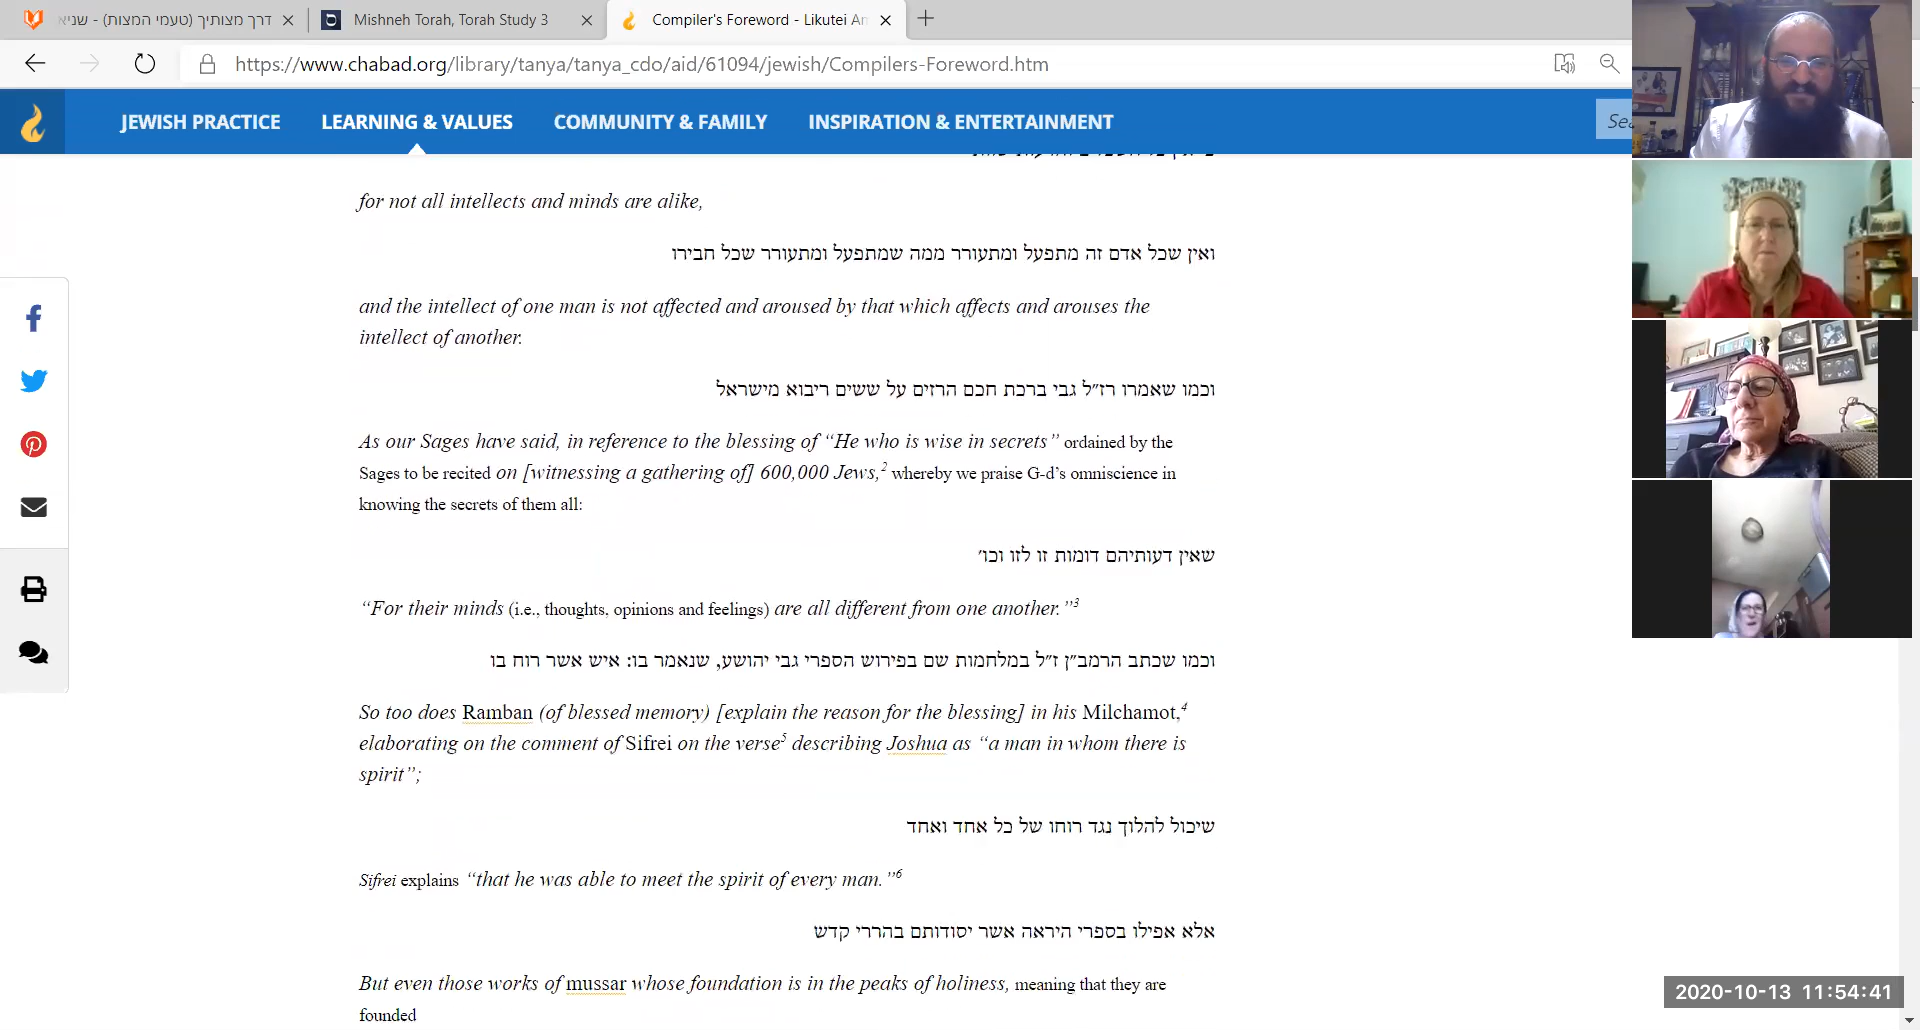 דרך מצותיך (טעמי המצות) - שניא
Mishneh Torah, Torah Study 3
Compiler's Foreword - Likutei Am
https://www.chabad.org/library/tanya/tanya_cdo/aid/61094/jewish/Compilers-Foreword.htm
JEWISH PRACTICE
LEARNING & VALUES
COMMUNITY & FAMILY
INSPIRATION & ENTERTAINMENT
for not all intellects and minds are alike,
ואין שכל אדם זה מתפעל ומתעורר ממה שמתפעל ומתעורר שכל חבירו
and the intellect of one man is not affected and aroused by that which affects and arouses the
intellect of another.
וכמו שאמרו רז״ל גבי ברכת חכם הרזים על ששים ריבוא מישראל
As our Sages have said, in reference to the blessing of “He who is wise in secrets” ordained by the
Sages to be recited on [witnessing a gathering of] 600,000 Jews,2 whereby we praise G-d’s omniscience in
knowing the secrets of them all:
שאין דעותיהם דומות זו לזו וכו׳
“For their minds (i.e., thoughts, opinions and feelings) are all different from one another.”3
וכמו שכתב הרמב״ן ז״ל במלחמות שם בפירוש הספרי גבי יהושע, שנאמר בו: איש אשר רוח בו
So too does Ramban (of blessed memory) [explain the reason for the blessing] in his Milchamot,4
elaborating on the comment of Sifrei on the verse5 describing Joshua as “a man in whom there is
spirit”;
שיכול להלוך נגד רוחו של כל אחד ואחד
Sifrei explains “that he was able to meet the spirit of every man.”6
אלא אפילו בספרי היראה אשר יסודותם בהררי קדש
But even those works of mussar whose foundation is in the peaks of holiness, meaning that they are
founded
2020-10-13 11:54:41